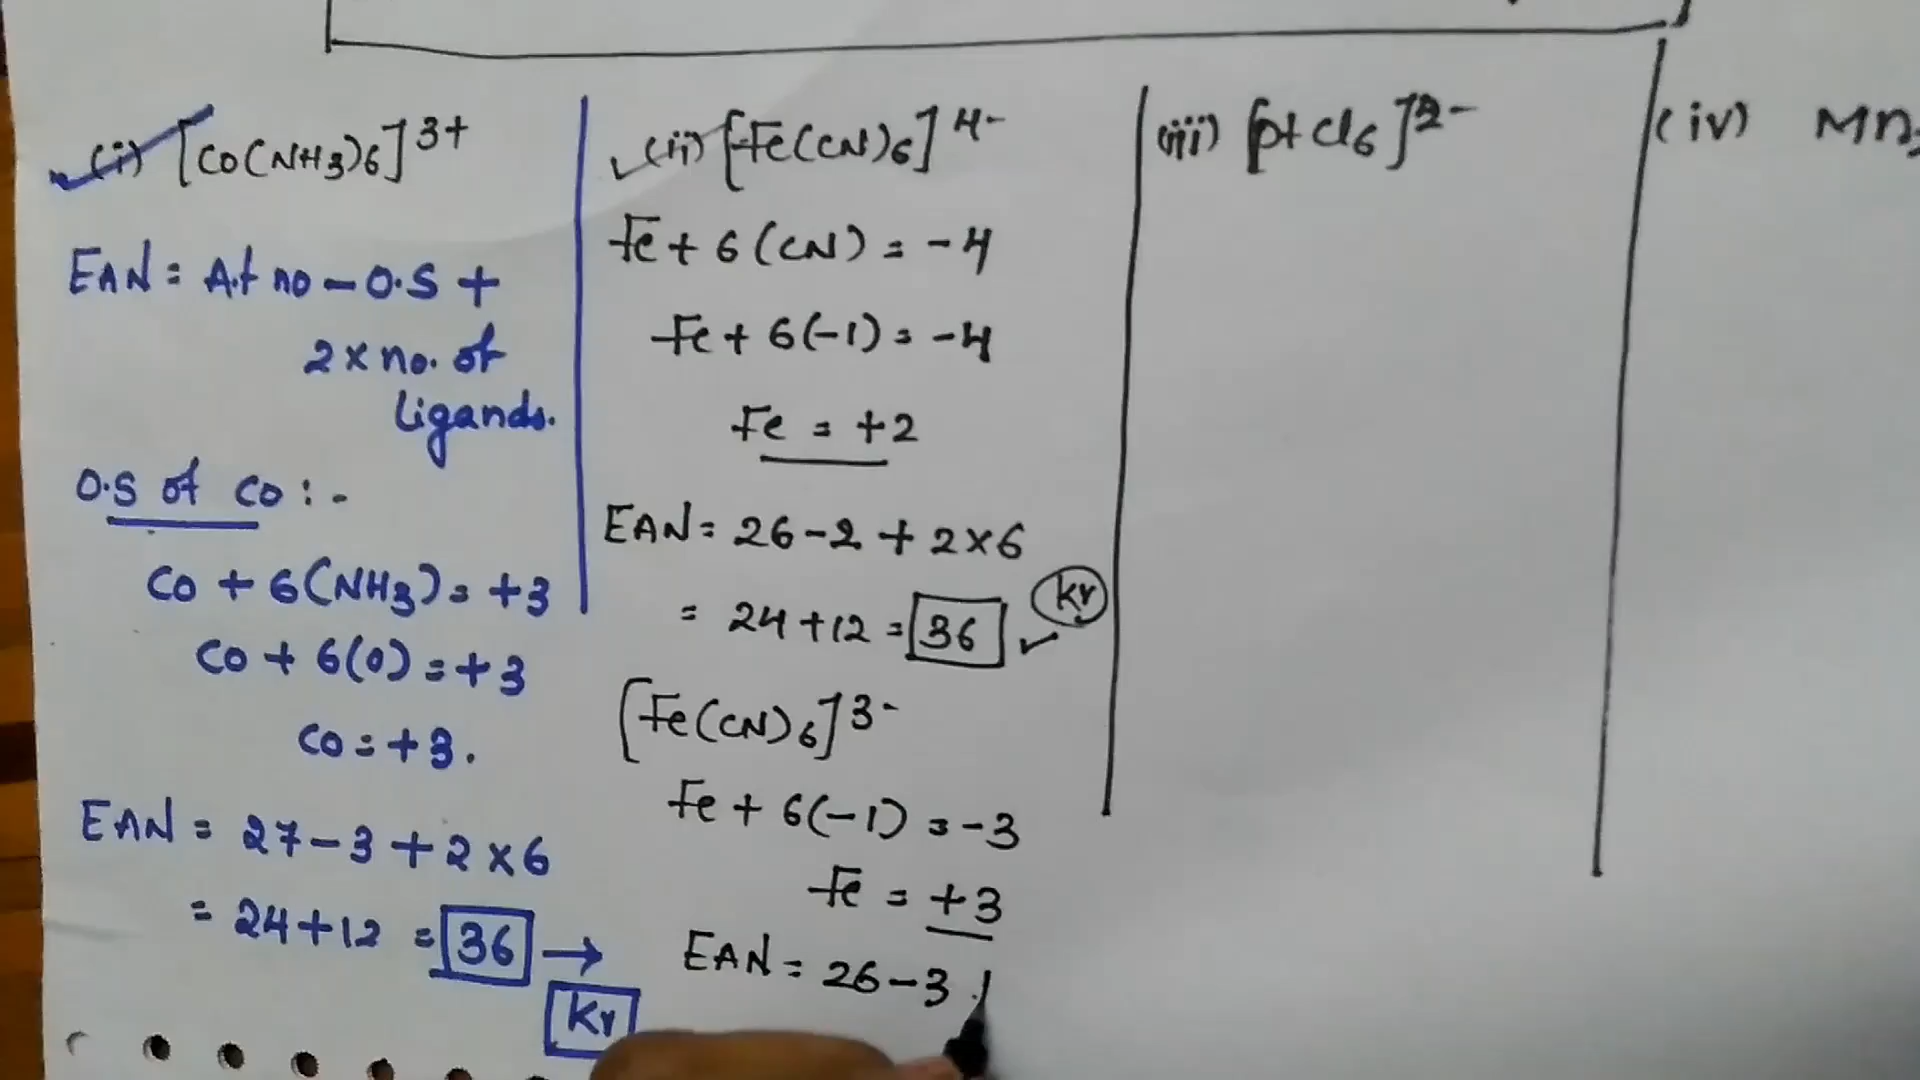 (i) [Co(NH3)6]3+
EAN = At no - O.S +
2 x no. of
Ligands.
O.S of Co :-
Co + 6(NH3) = +3
Co + 6(0) = +3
Co = +3.
EAN = 27 - 3 + 2 x 6
= 24 + 12 = 36 →
Kr
(ii) [Fe(CN)6]4-
Fe + 6(CN) = -4
Fe + 6(-1) = -4
Fe = +2
EAN = 26 - 2 + 2 x 6
= 24 + 12 = 36 Kr
[Fe(CN)6]3-
Fe + 6(-1) = -3
Fe = +3
EAN = 26 - 3
(iii) [PtCl6]2-
(iv) Mn